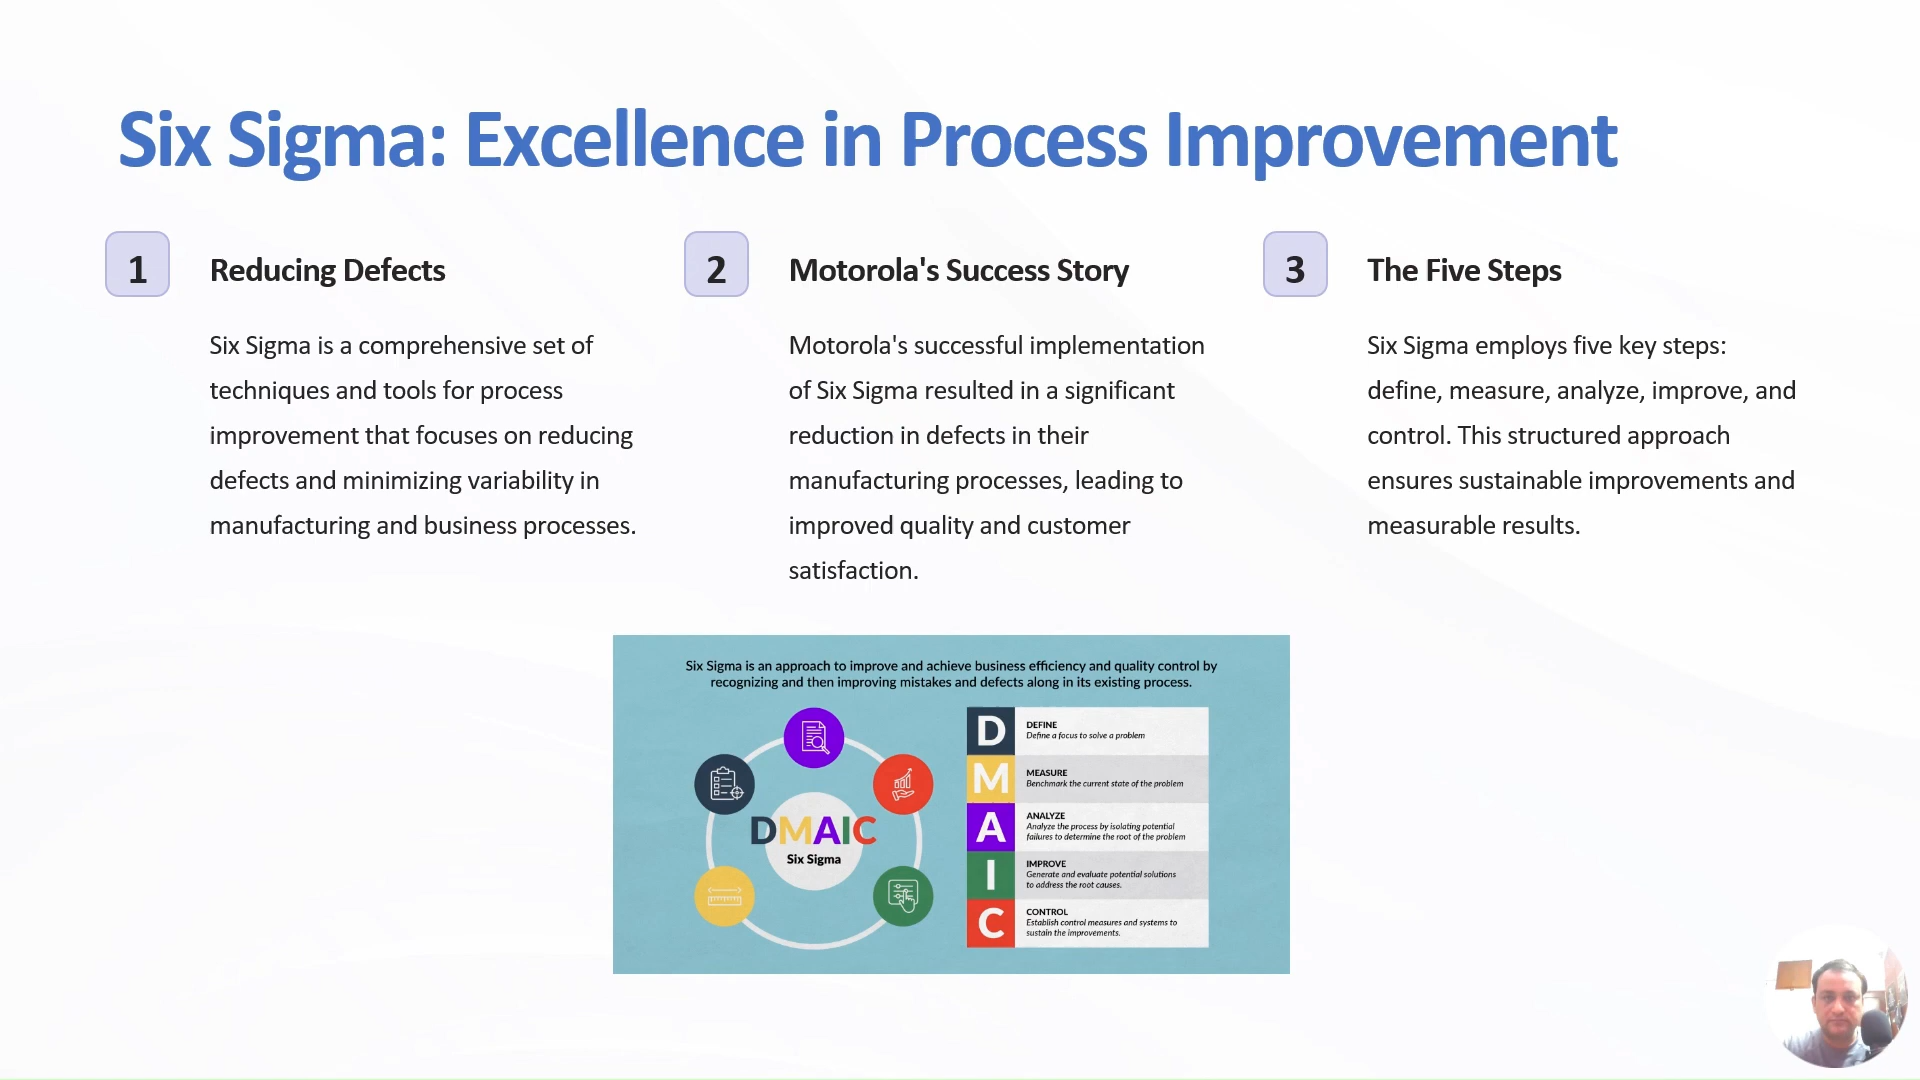 Six Sigma: Excellence in Process Improvement
1
Reducing Defects
Six Sigma is a comprehensive set of
techniques and tools for process
improvement that focuses on reducing
defects and minimizing variability in
manufacturing and business processes.
2
Motorola's Success Story
Motorola's successful implementation
of Six Sigma resulted in a significant
reduction in defects in their
manufacturing processes, leading to
improved quality and customer
satisfaction.
3
The Five Steps
Six Sigma employs five key steps:
define, measure, analyze, improve, and
control. This structured approach
ensures sustainable improvements and
measurable results.
Six Sigma is an approach to improve and achieve business efficiency and quality control by
recognizing and then improving mistakes and defects along in its existing process.
DMAIC
Six Sigma
D
DEFINE
Define a focus to solve a problem
M
MEASURE
Benchmark the current state of the problem
A
ANALYZE
Analyze the process by isolating potential
failures to determine the root of the problem
I
IMPROVE
Generate and evaluate potential solutions
to address the root causes.
C
CONTROL
Establish control measures and systems to
sustain the improvements.